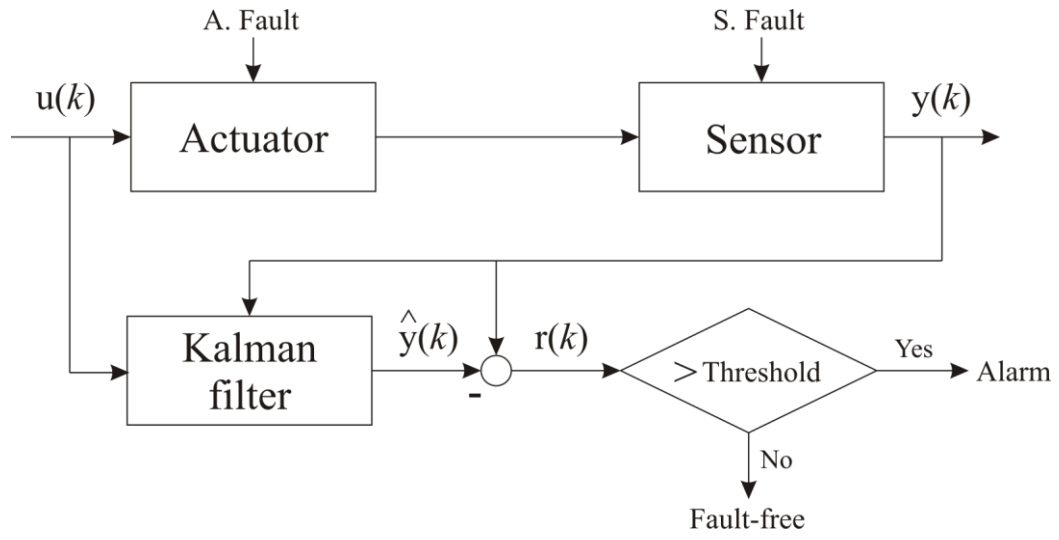 A. Fault
S. Fault
u(k)
Actuator
Sensor
y(k)
Kalman
filter
ŷ(k)
-
r(k)
> Threshold
Yes
Alarm
No
Fault-free